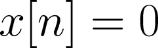 x[n] = 0